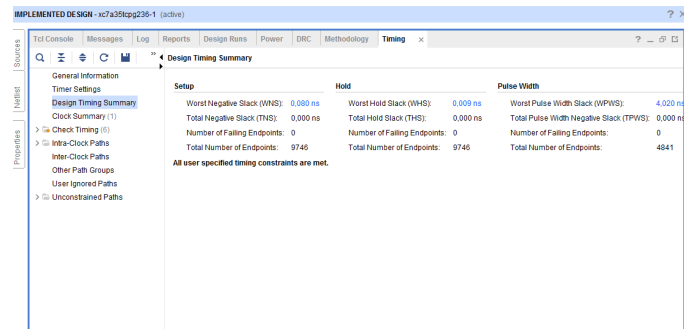 IMPLEMENTED DESIGN - xc7a35tcpg236-1 (active) ?
Tcl Console Messages Log Reports Design Runs Power DRC Methodology Timing × ? _
Sources
Netlist
Properties
» Design Timing Summary
General Information
Timer Settings
Design Timing Summary
Clock Summary (1)
> Check Timing (6)
> Intra-Clock Paths
Inter-Clock Paths
Other Path Groups
User Ignored Paths
> Unconstrained Paths
Setup Hold Pulse Width
Worst Negative Slack (WNS): 0,080 ns Worst Hold Slack (WHS): 0,009 ns Worst Pulse Width Slack (WPWS): 4,020 ns
Total Negative Slack (TNS): 0,000 ns Total Hold Slack (THS): 0,000 ns Total Pulse Width Negative Slack (TPWS): 0,000 ns
Number of Failing Endpoints: 0 Number of Failing Endpoints: 0 Number of Failing Endpoints: 0
Total Number of Endpoints: 9746 Total Number of Endpoints: 9746 Total Number of Endpoints: 4841
All user specified timing constraints are met.